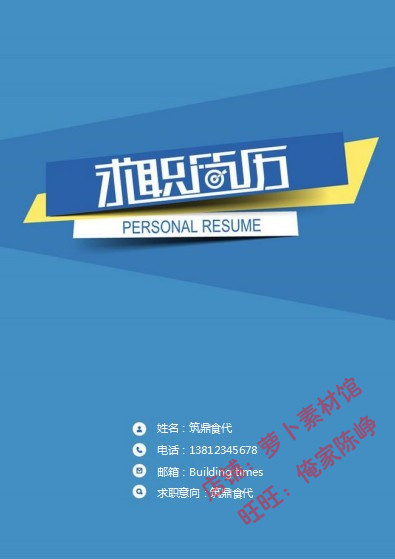 求职简历
PERSONAL RESUME
姓名：筑鼎食代
电话：13812345678
邮箱：Building times
求职意向：筑鼎食代
店铺：萝卜素材馆
旺旺：俺家陈峥